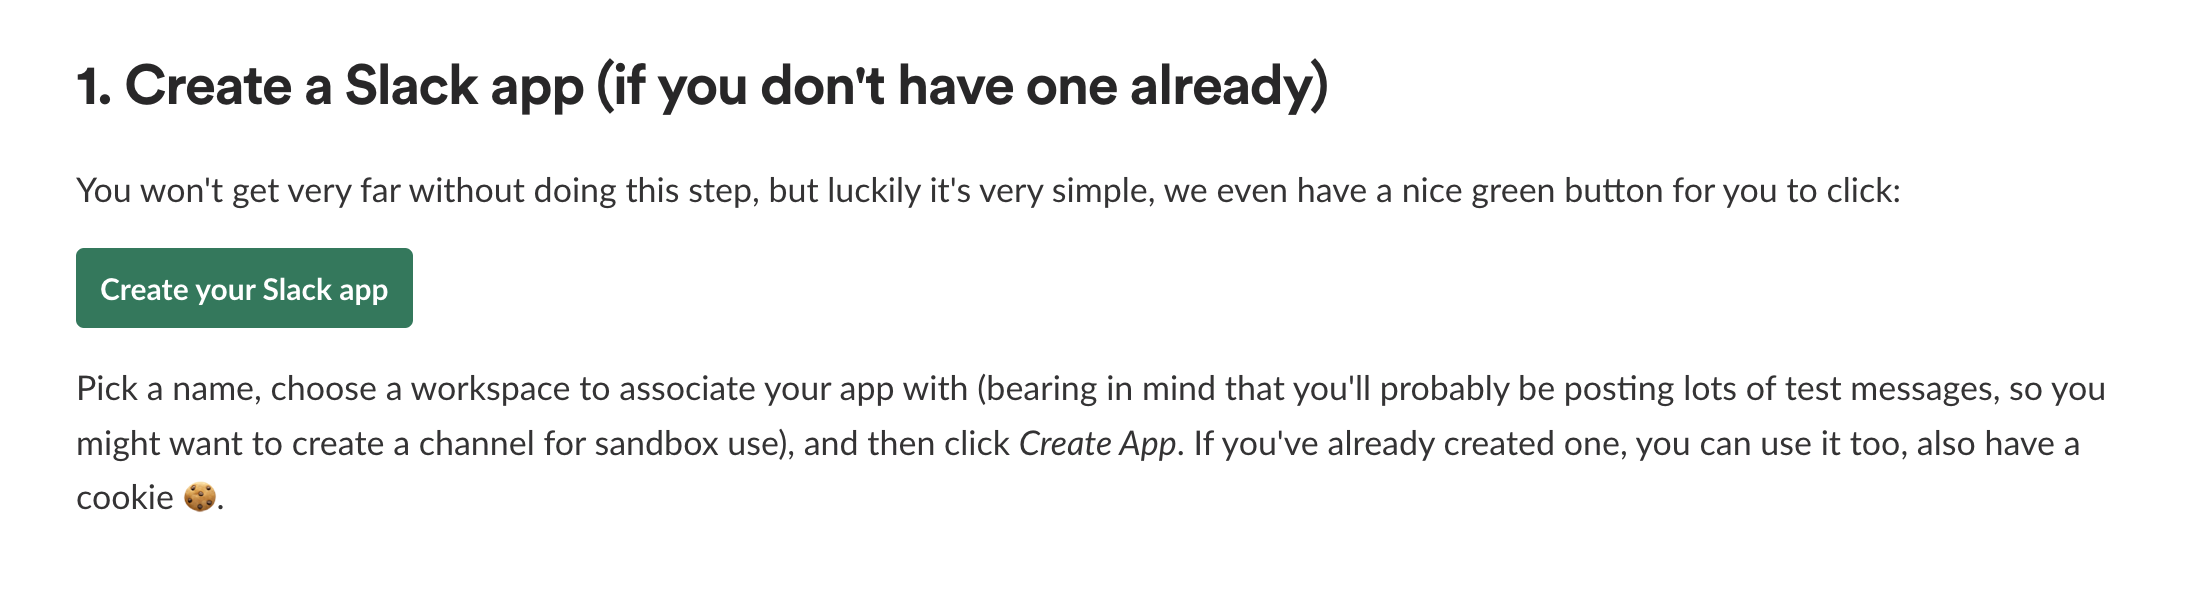 1. Create a Slack app (if you don't have one already)
You won't get very far without doing this step, but luckily it's very simple, we even have a nice green button for you to click:
Create your Slack app
Pick a name, choose a workspace to associate your app with (bearing in mind that you'll probably be posting lots of test messages, so you
might want to create a channel for sandbox use), and then click Create App. If you've already created one, you can use it too, also have a
cookie 🍪.